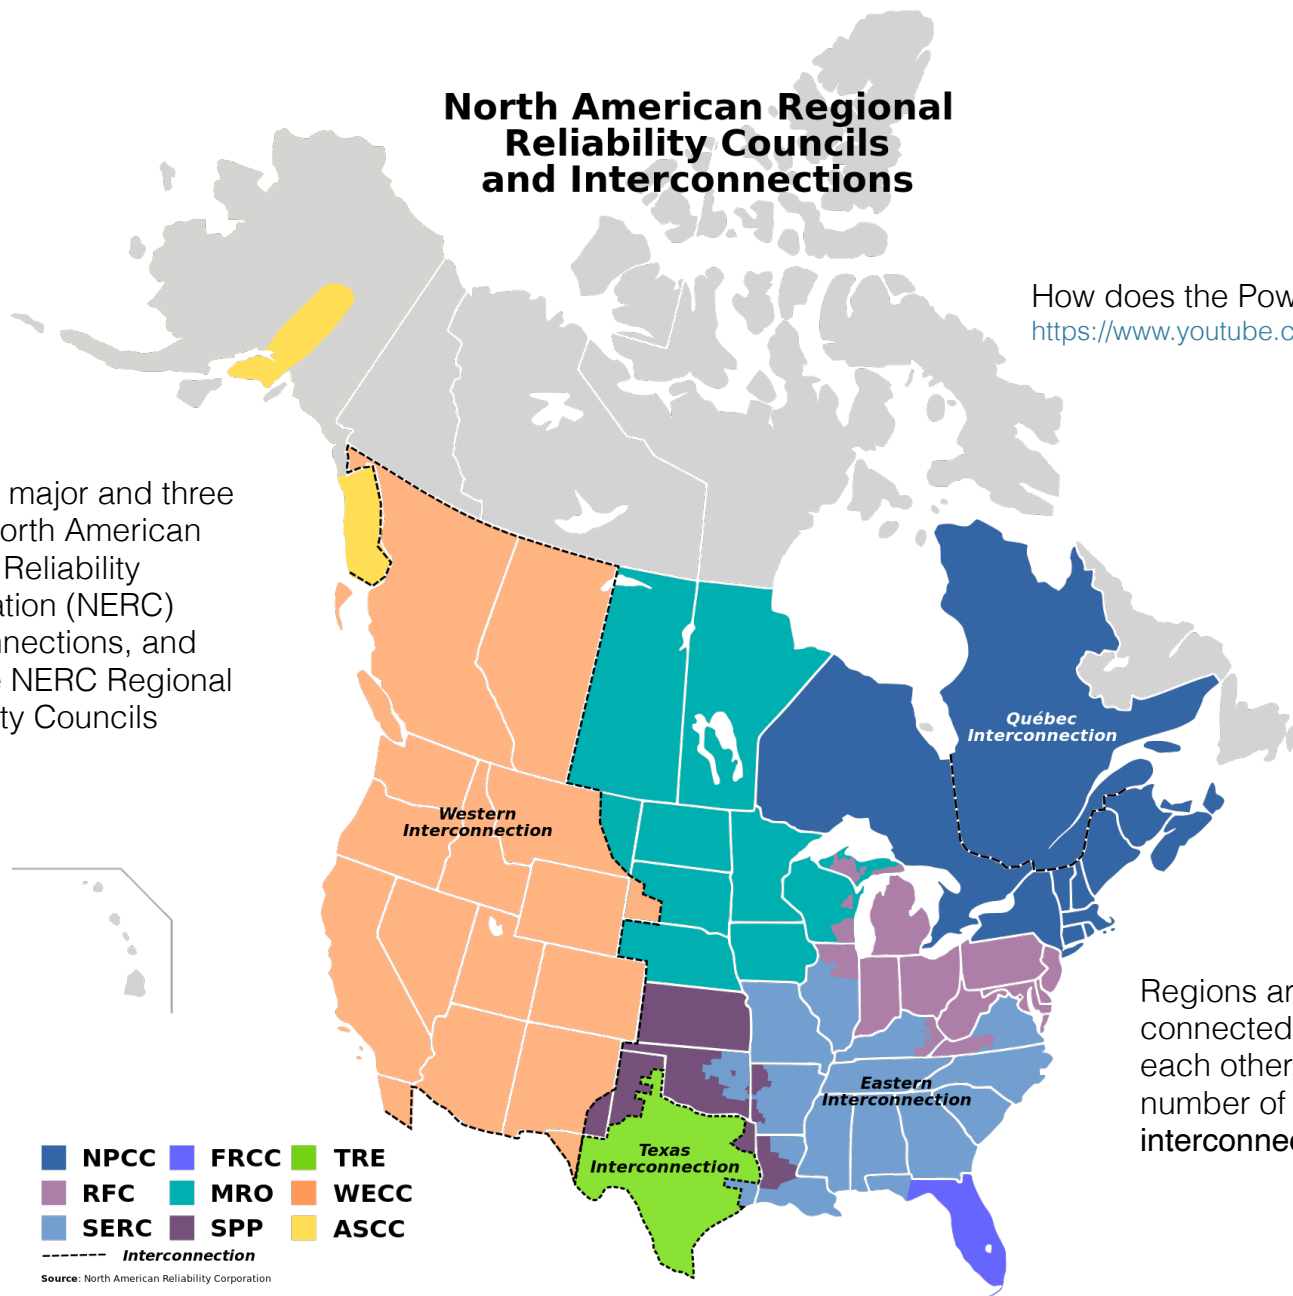 North American Regional
Reliability Councils
and Interconnections
How does the Pow
https://www.youtube.c
major and three
orth American
Reliability
ation (NERC)
nnections, and
e NERC Regional
ty Councils
Québec
Interconnection
Western
Interconnection
Eastern
Interconnection
Texas
Interconnection
Regions ar
connected
each other
number of
interconnec
NPCC FRCC TRE
RFC MRO WECC
SERC SPP ASCC
Interconnection
Source: North American Reliability Corporation